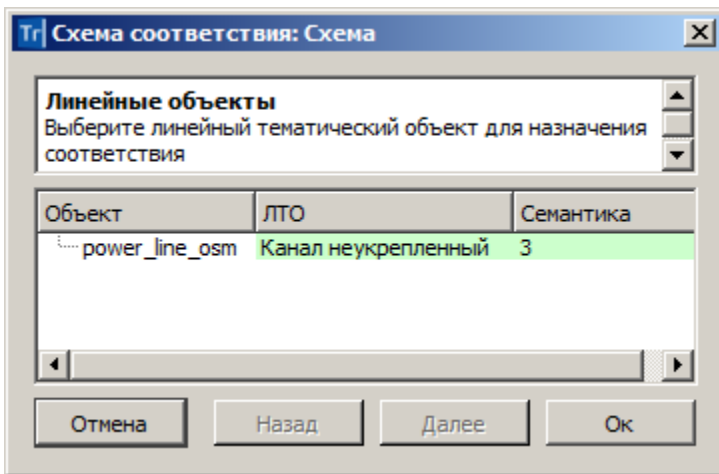 Tr Схема соответствия: Схема
Линейные объекты
Выберите линейный тематический объект для назначения
соответствия
Объект ЛТО Семантика
power_line_osm Канал неукрепленный 3
Отмена Назад Далее Ок